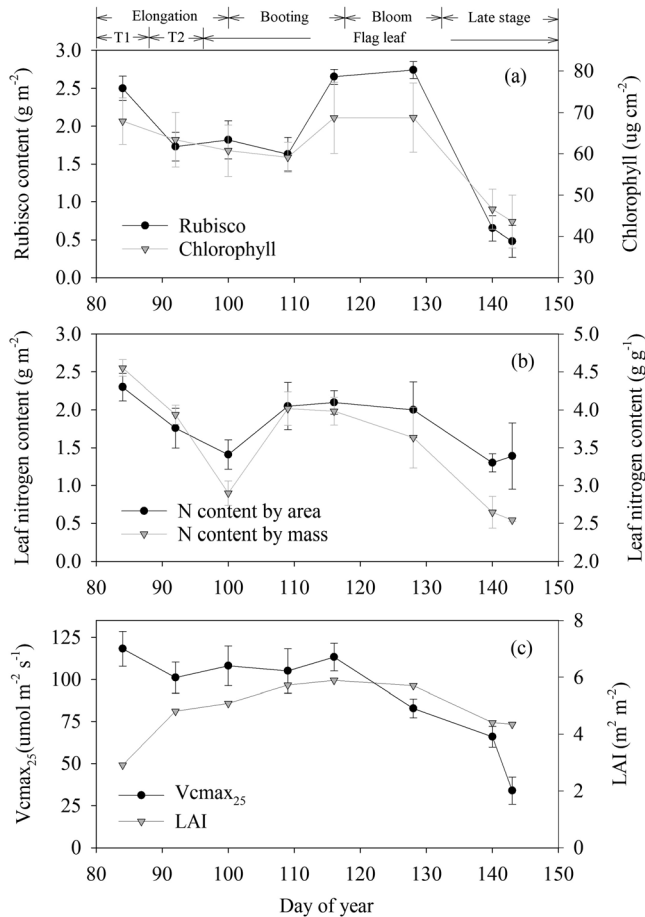 Elongation Booting Bloom Late stage
T1 T2 Flag leaf
3.0
2.5
2.0
1.5
1.0
0.5
0.0
Rubisco content (g m-2)
(a)
Rubisco
Chlorophyll
80
70
60
50
40
30
Chlorophyll (ug cm-2)
80 90 100 110 120 130 140 150
3.0
2.5
2.0
1.5
1.0
0.5
0.0
Leaf nitrogen content (g m-2)
(b)
N content by area
N content by mass
5.0
4.5
4.0
3.5
3.0
2.5
2.0
Leaf nitrogen content (g g-1)
80 90 100 110 120 130 140 150
125
100
75
50
25
0
Vcmax25(umol m-2 s-1)
(c)
Vcmax25
LAI
8
6
4
2
0
LAI (m2 m-2)
80 90 100 110 120 130 140 150
Day of year